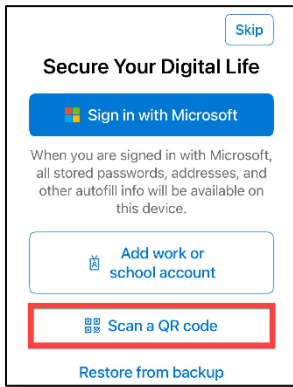 Skip
Secure Your Digital Life
Sign in with Microsoft
When you are signed in with Microsoft,
all stored passwords, addresses, and
other autofill info will be available on
this device.
Add work or
school account
Scan a QR code
Restore from backup